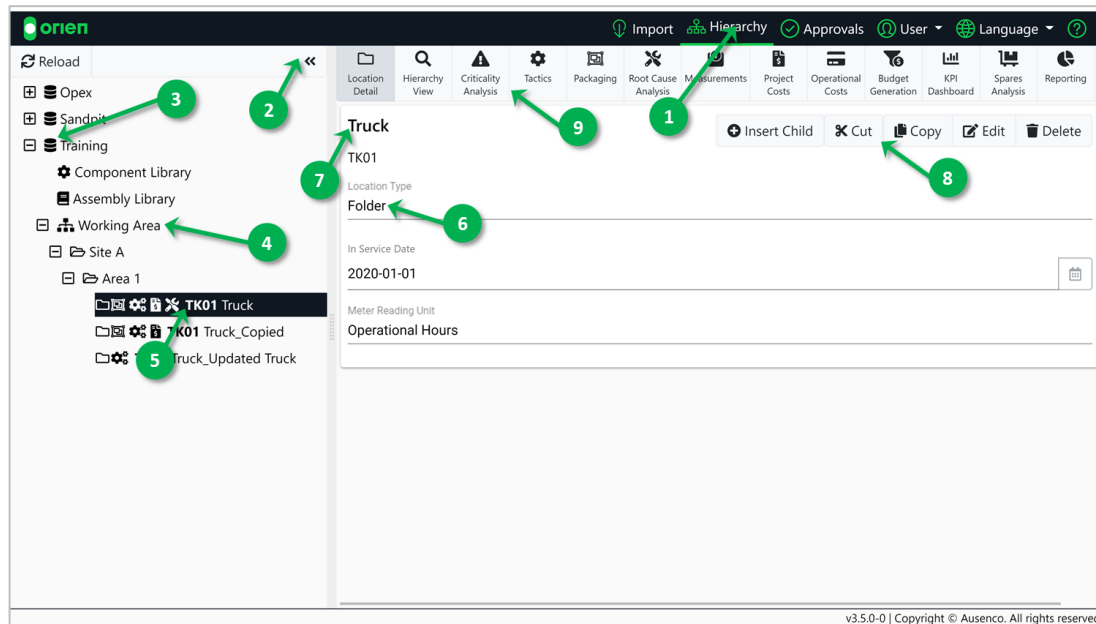 orien
Import Hierarchy Approvals User Language
Reload
Location Detail
Hierarchy View
Criticality Analysis
Tactics
Packaging
Root Cause Analysis
Measurements
Project Costs
Operational Costs
Budget Generation
KPI Dashboard
Spares Analysis
Reporting
Opex
Sandpit
Training
Component Library
Assembly Library
Working Area
Site A
Area 1
TK01 Truck
TK01 Truck_Copied
Truck_Updated Truck
1
2
3
4
5
6
7
8
9
Truck
Insert Child Cut Copy Edit Delete
TK01
Location Type
Folder
In Service Date
2020-01-01
Meter Reading Unit
Operational Hours
v3.5.0-0 | Copyright © Ausenco. All rights reserved